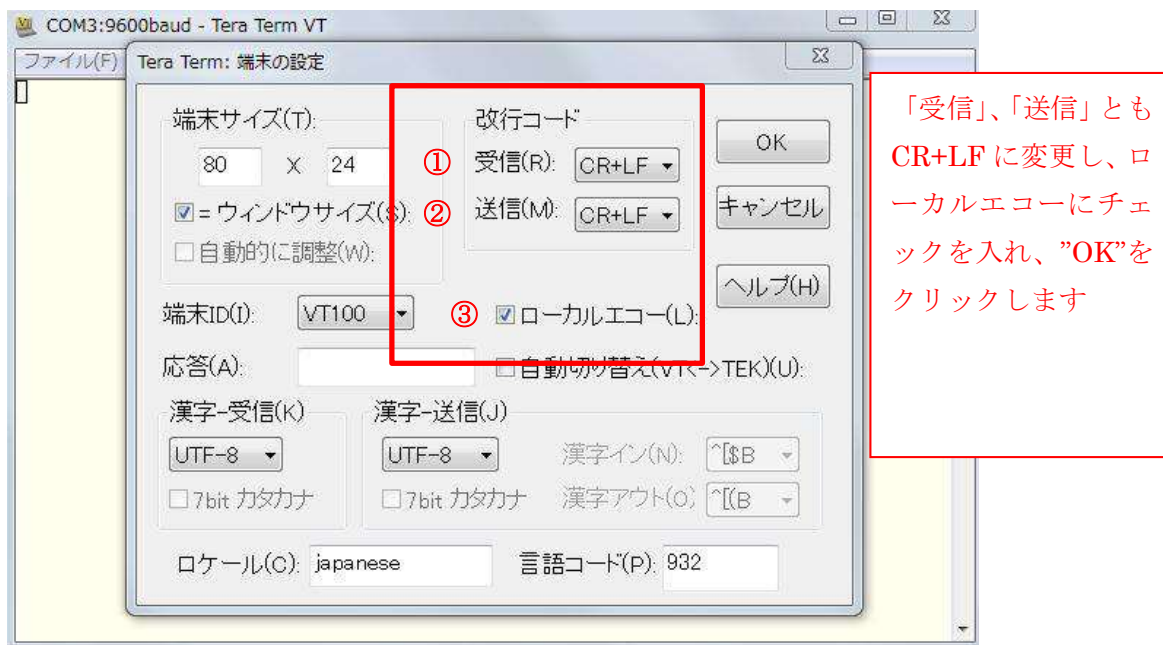 COM3:9600baud - Tera Term VT
ファイル(F)
Tera Term: 端末の設定
端末サイズ(T):
80 X 24
=ウィンドウサイズ(S):
自動的に調整(W):
改行コード
① 受信(R): CR+LF
② 送信(M): CR+LF
OK
キャンセル
ヘルプ(H)
端末ID(I): VT100
③ ローカルエコー(L):
応答(A):
自動切り替え(VT<->TEK)(U):
漢字-受信(K)
UTF-8
7bit カタカナ
漢字-送信(J)
UTF-8 漢字イン(N): ^[$B
7bit カタカナ 漢字アウト(O) ^[(B
ロケール(C): japanese 言語コード(P): 932
「受信」、「送信」とも
CR+LF に変更し、ロ
ーカルエコーにチェ
ックを入れ、”OK”を
クリックします